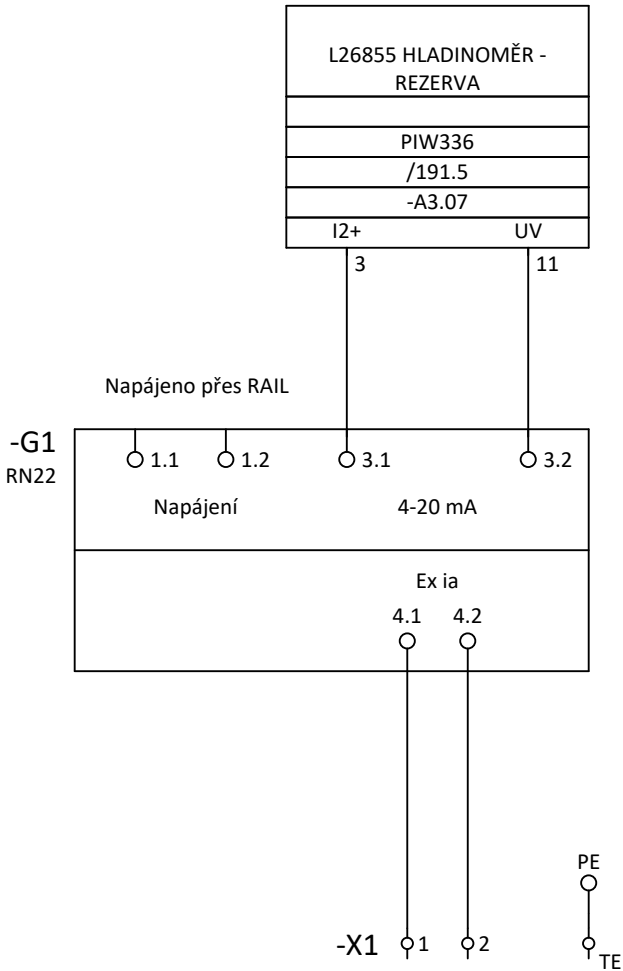 L26855 HLADINOMĚR -
REZERVA
PIW336
/191.5
-A3.07
I2+ UV
3 11
Napájeno přes RAIL
-G1
RN22
1.1 1.2 3.1 3.2
Napájení 4-20 mA
Ex ia
4.1 4.2
PE
-X1 1 2
TE